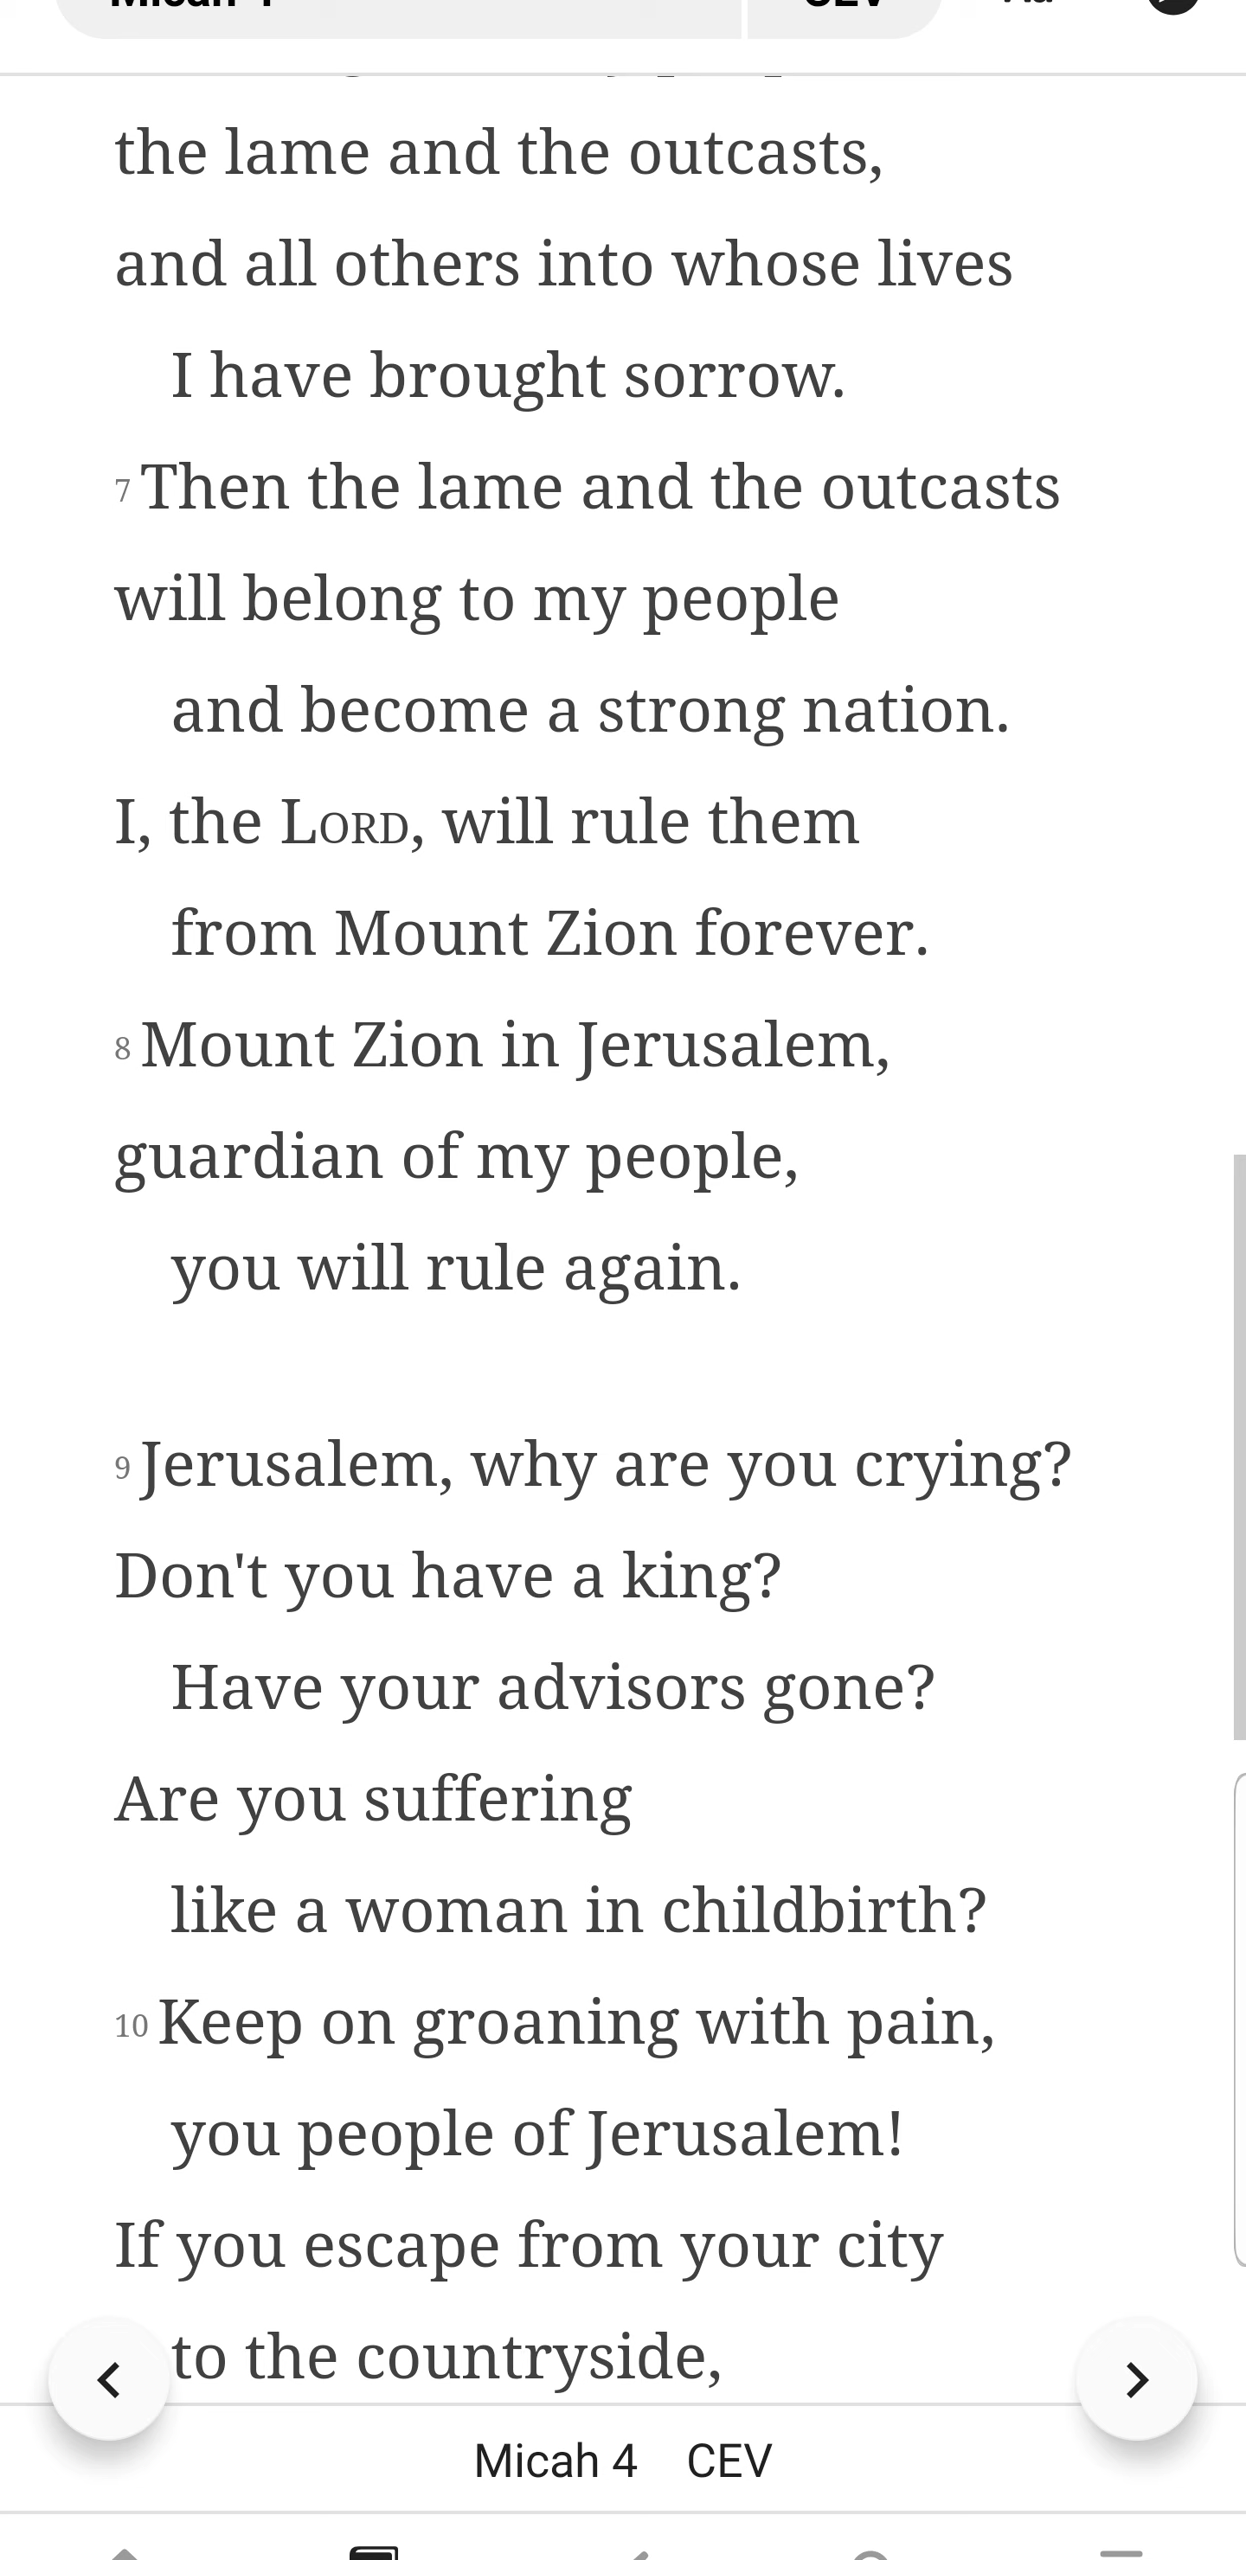 the lame and the outcasts,
and all others into whose lives
I have brought sorrow.
7 Then the lame and the outcasts
will belong to my people
and become a strong nation.
I, the LORD, will rule them
from Mount Zion forever.
8 Mount Zion in Jerusalem,
guardian of my people,
you will rule again.
9 Jerusalem, why are you crying?
Don't you have a king?
Have your advisors gone?
Are you suffering
like a woman in childbirth?
10 Keep on groaning with pain,
you people of Jerusalem!
If you escape from your city
to the countryside,
Micah 4 CEV